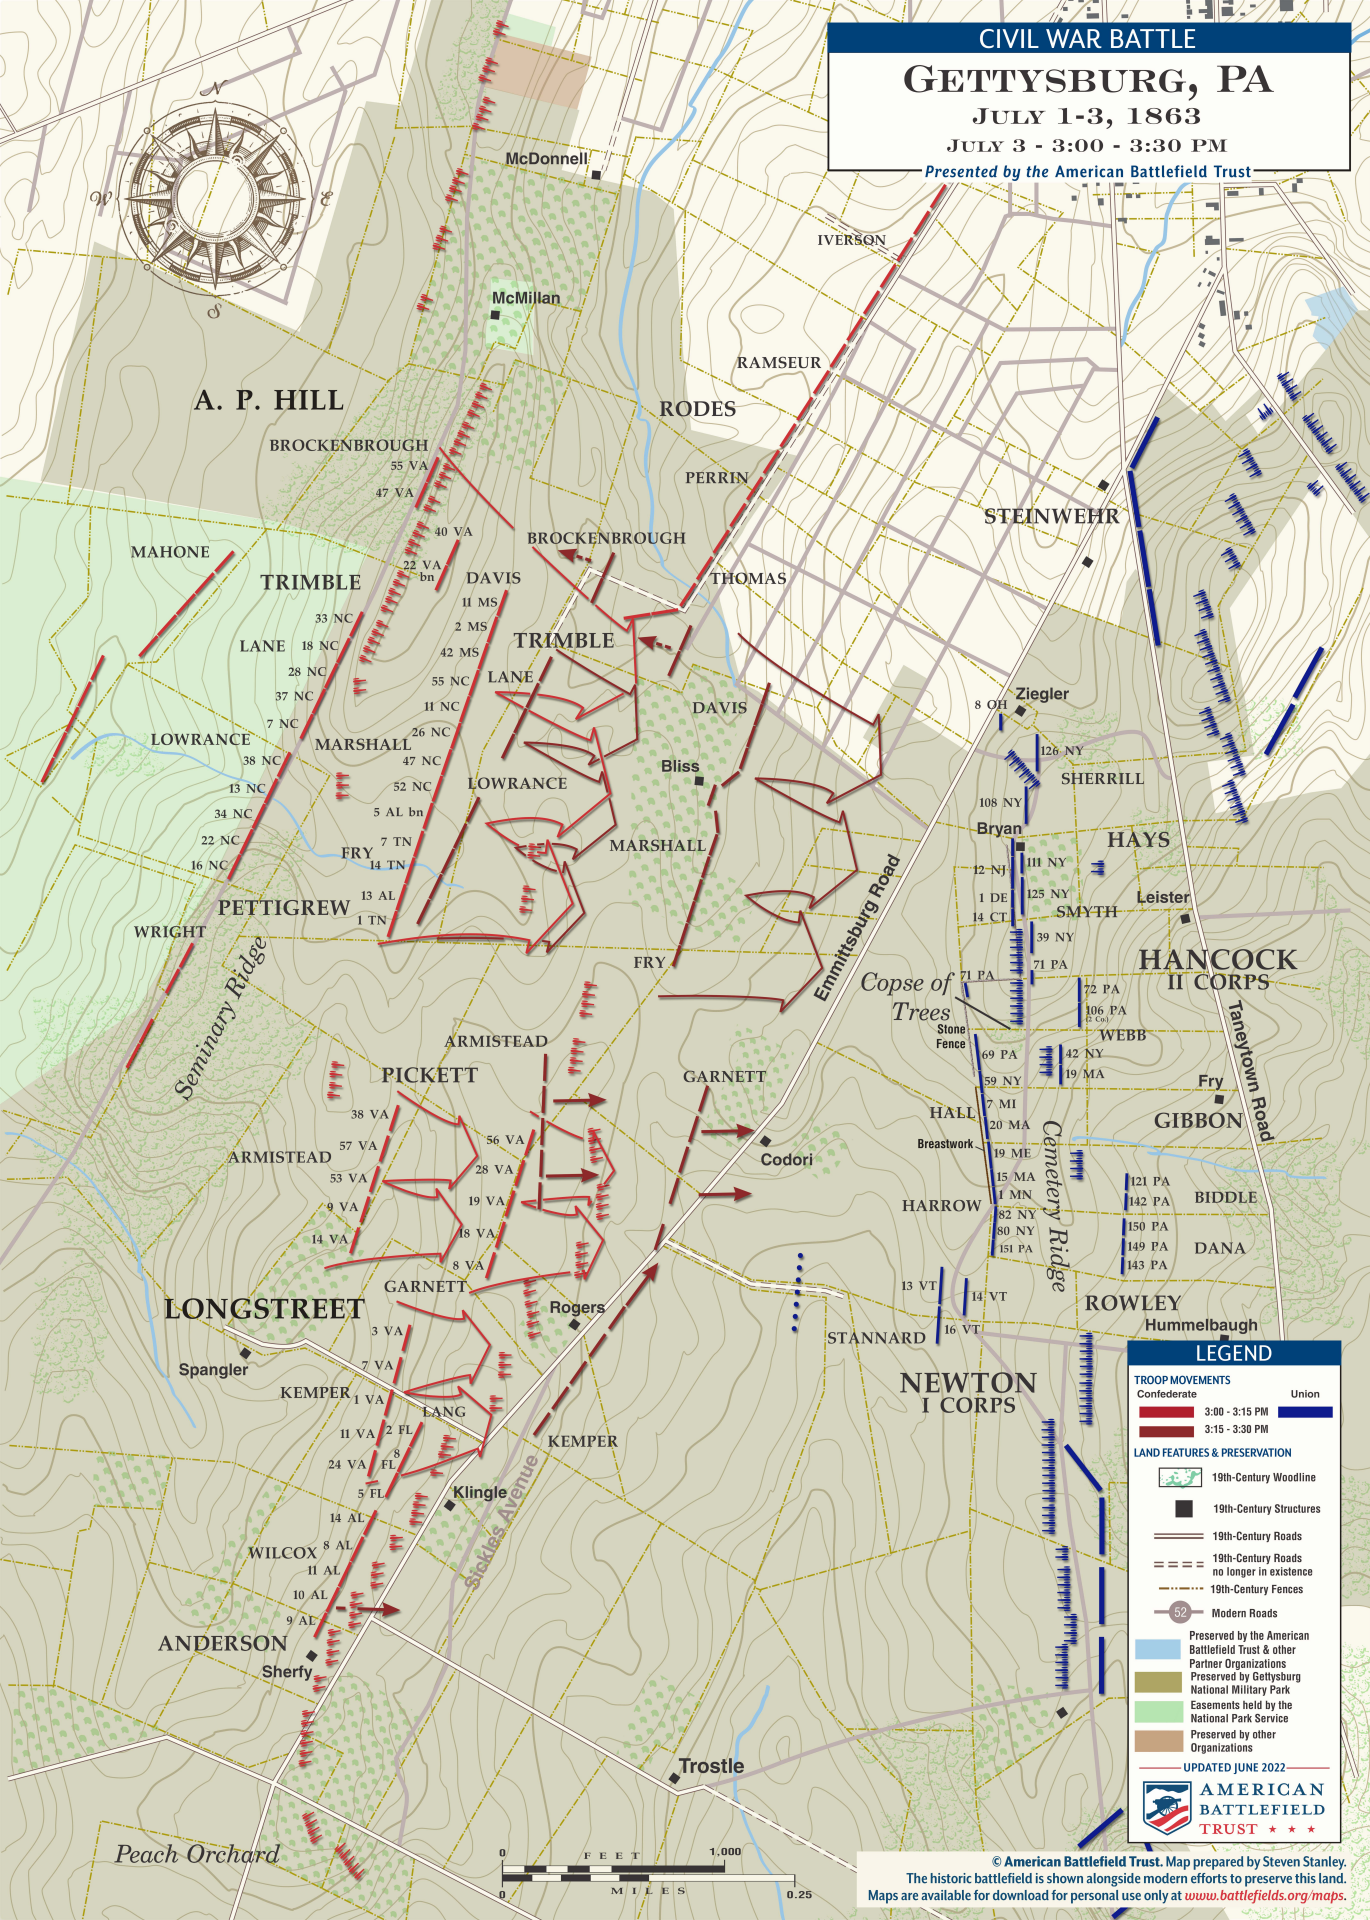 CIVIL WAR BATTLE
GETTYSBURG, PA
JULY 1-3, 1863
JULY 3 - 3:00 - 3:30 PM
Presented by the American Battlefield Trust
N
W
E
S
McDonnell
IVERSON
McMillan
RAMSEUR
A. P. HILL
RODES
BROCKENBROUGH
55 VA
47 VA
PERRIN
STEINWEHR
40 VA
BROCKENBROUGH
MAHONE
22 VA
bn
TRIMBLE
DAVIS
THOMAS
11 MS
33 NC
2 MS
TRIMBLE
LANE
18 NC
42 MS
28 NC
55 NC
LANE
37 NC
11 NC
DAVIS
8 OH
Ziegler
7 NC
26 NC
LOWRANCE
MARSHALL
126 NY
38 NC
47 NC
Bliss
SHERRILL
13 NC
52 NC
LOWRANCE
108 NY
34 NC
5 AL bn
Bryan
22 NC
7 TN
MARSHALL
HAYS
FRY
14 TN
16 NC
12 NJ
111 NY
13 AL
1 DE
125 NY
Leister
PETTIGREW
1 TN
14 CT
SMYTH
WRIGHT
39 NY
Seminary Ridge
FRY
Emmittsburg Road
71 PA
71 PA
HANCOCK
II CORPS
Copse of
Trees
72 PA
106 PA
(2 Co.)
Stone
Fence
WEBB
Taneytown Road
ARMISTEAD
69 PA
42 NY
PICKETT
GARNETT
59 NY
19 MA
Fry
38 VA
7 MI
HALL
GIBBON
57 VA
56 VA
20 MA
Breastwork
ARMISTEAD
Codori
19 ME
Cemetery Ridge
53 VA
28 VA
15 MA
121 PA
9 VA
19 VA
1 MN
142 PA
BIDDLE
HARROW
82 NY
14 VA
18 VA
80 NY
150 PA
151 PA
149 PA
DANA
8 VA
143 PA
GARNETT
13 VT
14 VT
LONGSTREET
Rogers
ROWLEY
3 VA
16 VT
STANNARD
Hummelbaugh
Spangler
7 VA
KEMPER
1 VA
NEWTON
I CORPS
LANG
11 VA
2 FL
KEMPER
24 VA
8
FL
5 FL
Klingle
Sickles Avenue
14 AL
WILCOX
8 AL
11 AL
10 AL
9 AL
ANDERSON
Sherfy
Trostle
Peach Orchard
0
FEET
1,000
0
MILES
0.25
LEGEND
TROOP MOVEMENTS
Confederate
Union
3:00 - 3:15 PM
3:15 - 3:30 PM
LAND FEATURES & PRESERVATION
19th-Century Woodline
19th-Century Structures
19th-Century Roads
19th-Century Roads
no longer in existence
19th-Century Fences
52
Modern Roads
Preserved by the American
Battlefield Trust & other
Partner Organizations
Preserved by Gettysburg
National Military Park
Easements held by the
National Park Service
Preserved by other
Organizations
UPDATED JUNE 2022
AMERICAN
BATTLEFIELD
TRUST
© American Battlefield Trust. Map prepared by Steven Stanley.
The historic battlefield is shown alongside modern efforts to preserve this land.
Maps are available for download for personal use only at www.battlefields.org/maps.